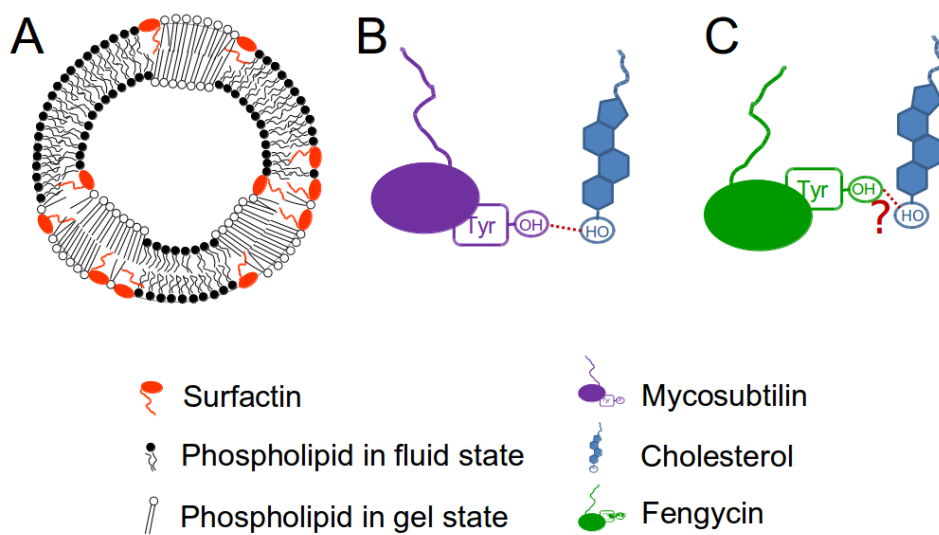 A
B
C
Tyr
OH
HO
Tyr
OH
?
HO
Surfactin
Mycosubtilin
Phospholipid in fluid state
Cholesterol
Phospholipid in gel state
Fengycin